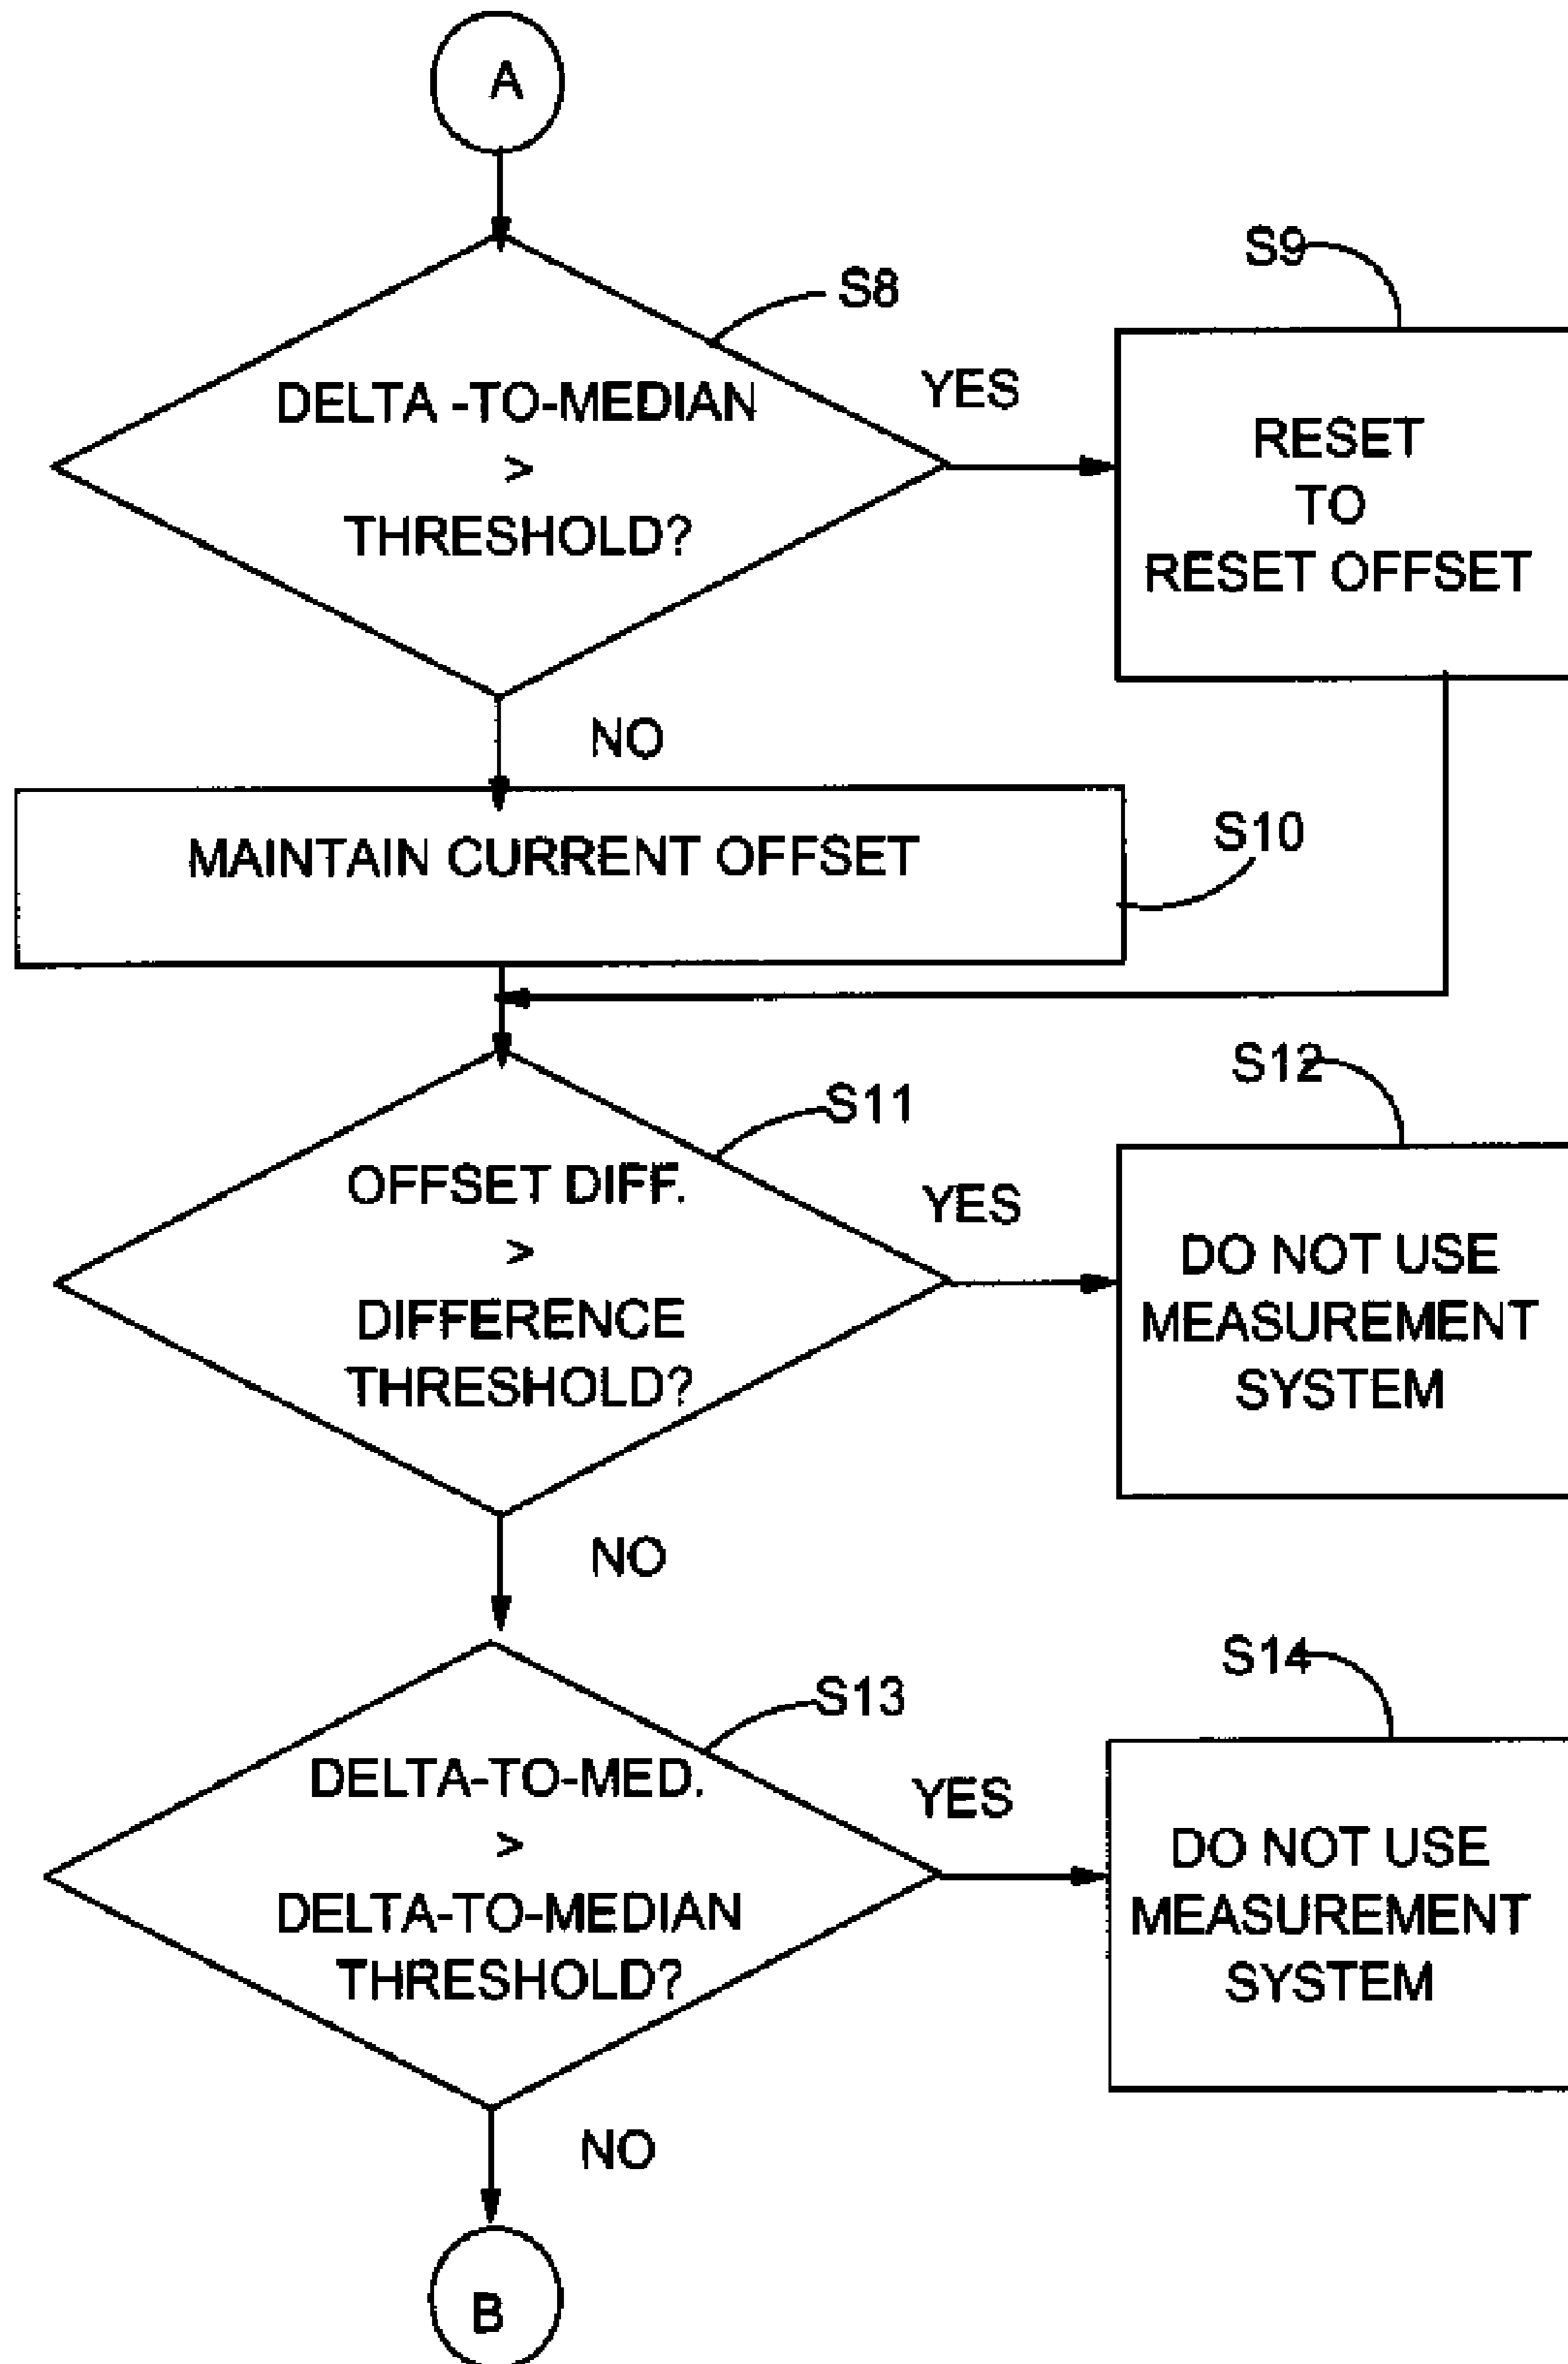 A
S8
DELTA -TO-MEDIAN
>
THRESHOLD?
YES
S9
RESET
TO
RESET OFFSET
NO
MAINTAIN CURRENT OFFSET
S10
S11
OFFSET DIFF.
>
DIFFERENCE
THRESHOLD?
YES
S12
DO NOT USE
MEASUREMENT
SYSTEM
NO
S13
DELTA-TO-MED.
>
DELTA-TO-MEDIAN
THRESHOLD?
YES
S14
DO NOT USE
MEASUREMENT
SYSTEM
NO
B